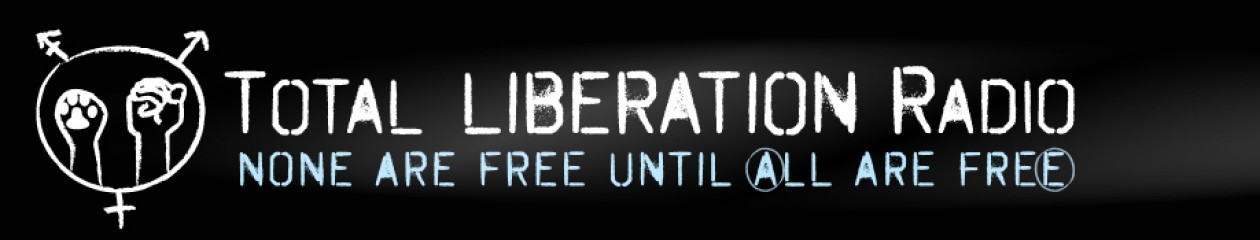 Total LIBERATION Radio
NONE ARE FREE UNTIL ALL ARE FREE